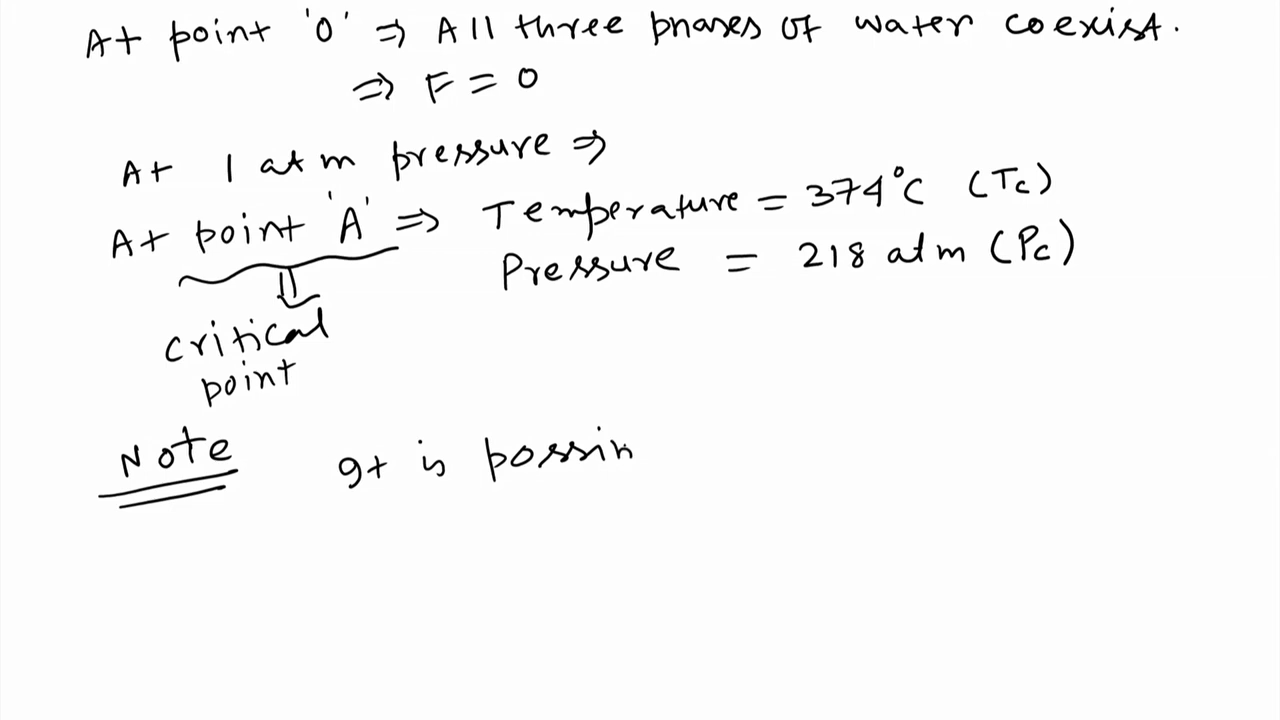 At point 'O' ⇒ All three phases of water coexist.
⇒ F = 0
At 1 atm pressure ⇒
At point 'A' ⇒ Temperature = 374°C (Tc)
Pressure = 218 atm (Pc)
critical
point
Note It is possib